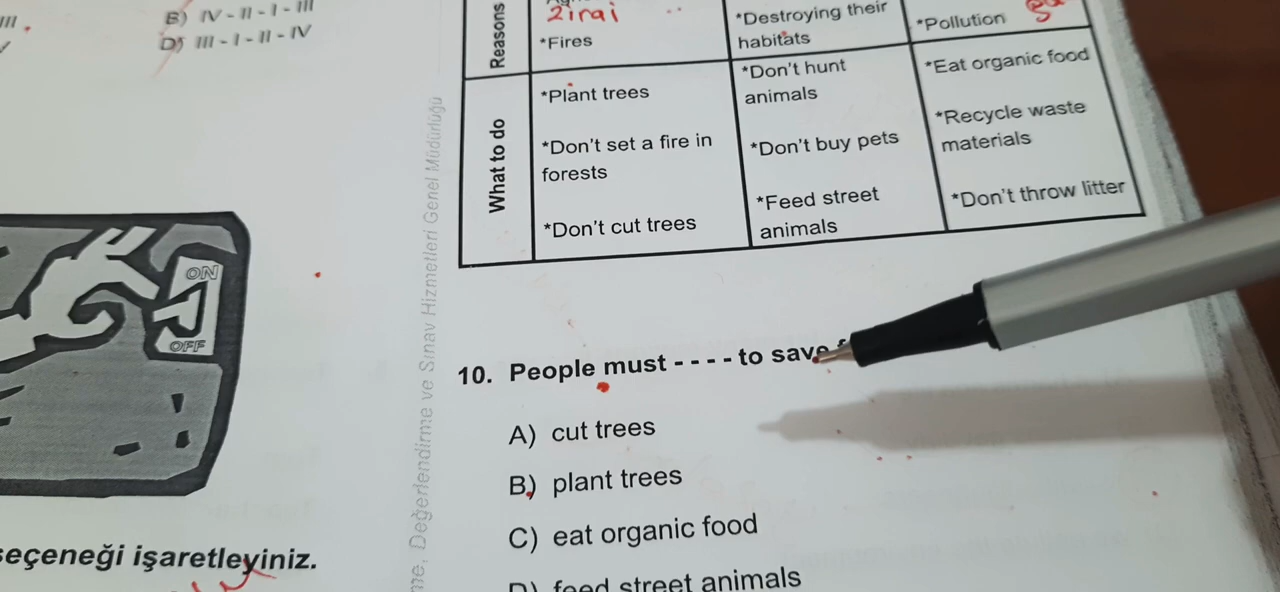 III.
B) IV - II - I - III
D) III - I - II - IV
ON
OFF
seçeneği işaretleyiniz.
me, Değerlendirme ve Sınav Hizmetleri Genel Müdürlüğü
Reasons
zirai
*Fires
*Destroying their
habitats
*Pollution
What to do
*Plant trees
*Don't set a fire in
forests
*Don't cut trees
*Don't hunt
animals
*Don't buy pets
*Feed street
animals
*Eat organic food
*Recycle waste
materials
*Don't throw litter
10. People must - - - - to save
A) cut trees
B) plant trees
C) eat organic food
D) feed street animals